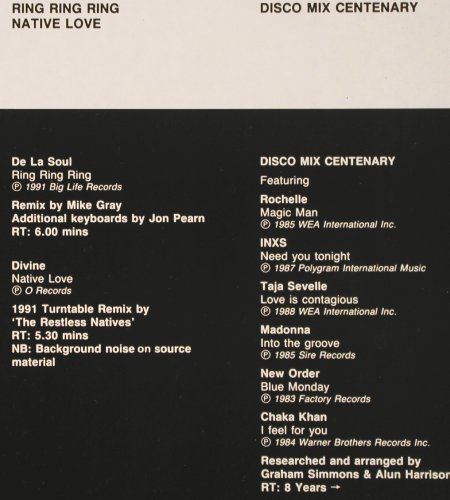 RING RING RING
NATIVE LOVE
DISCO MIX CENTENARY
De La Soul
Ring Ring Ring
℗ 1991 Big Life Records
Remix by Mike Gray
Additional keyboards by Jon Pearn
RT: 6.00 mins
Divine
Native Love
℗ O Records
1991 Turntable Remix by
‘The Restless Natives’
RT: 5.30 mins
NB: Background noise on source
material
DISCO MIX CENTENARY
Featuring
Rochelle
Magic Man
℗ 1985 WEA International Inc.
INXS
Need you tonight
℗ 1987 Polygram International Music
Taja Sevelle
Love is contagious
℗ 1988 WEA International Inc.
Madonna
Into the groove
℗ 1985 Sire Records
New Order
Blue Monday
℗ 1983 Factory Records
Chaka Khan
I feel for you
℗ 1984 Warner Brothers Records Inc.
Researched and arranged by
Graham Simmons & Alun Harrison
RT: 8 Years →